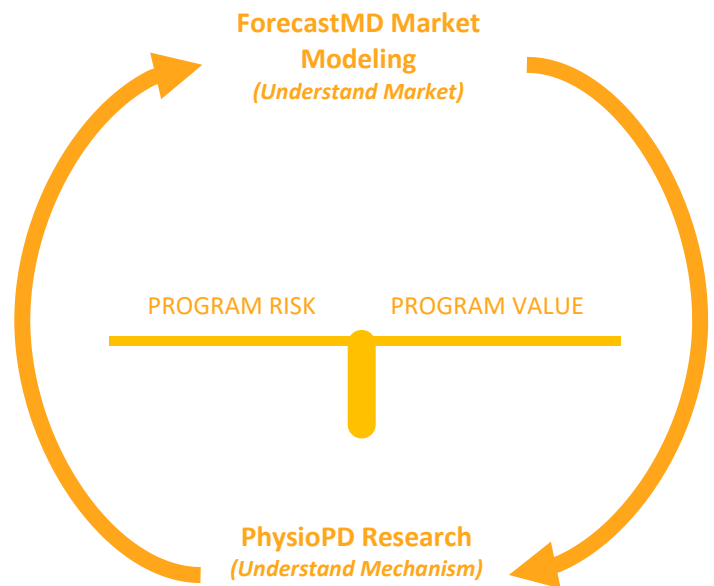 ForecastMD Market
Modeling
(Understand Market)
PROGRAM RISK
PROGRAM VALUE
PhysioPD Research
(Understand Mechanism)